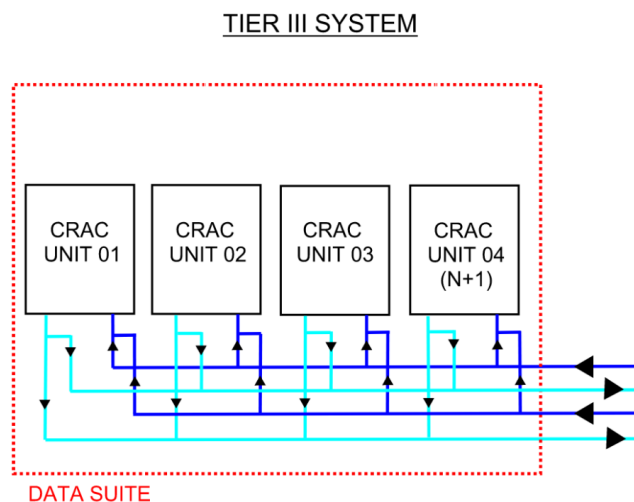 TIER III SYSTEM
CRAC
UNIT 01
CRAC
UNIT 02
CRAC
UNIT 03
CRAC
UNIT 04
(N+1)
DATA SUITE